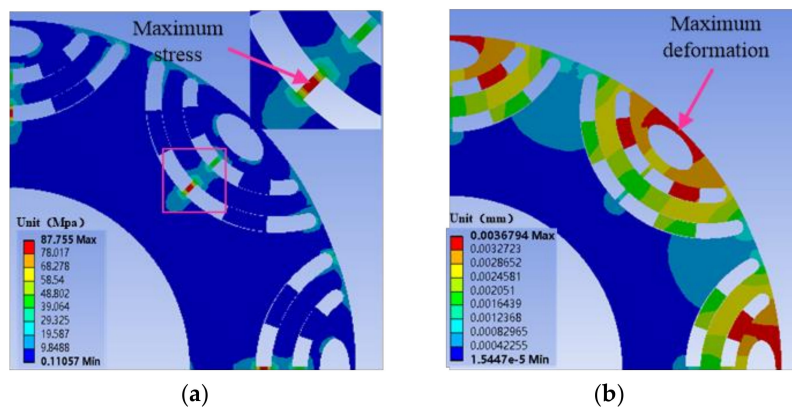 Maximum
stress
Unit（Mpa）
87.755 Max
78.017
68.278
58.54
48.802
39.064
29.325
19.587
9.8488
0.11057 Min
(a)
Maximum
deformation
Unit（mm）
0.0036794 Max
0.0032723
0.0028652
0.0024581
0.002051
0.0016439
0.0012368
0.00082965
0.00042255
1.5447e-5 Min
(b)